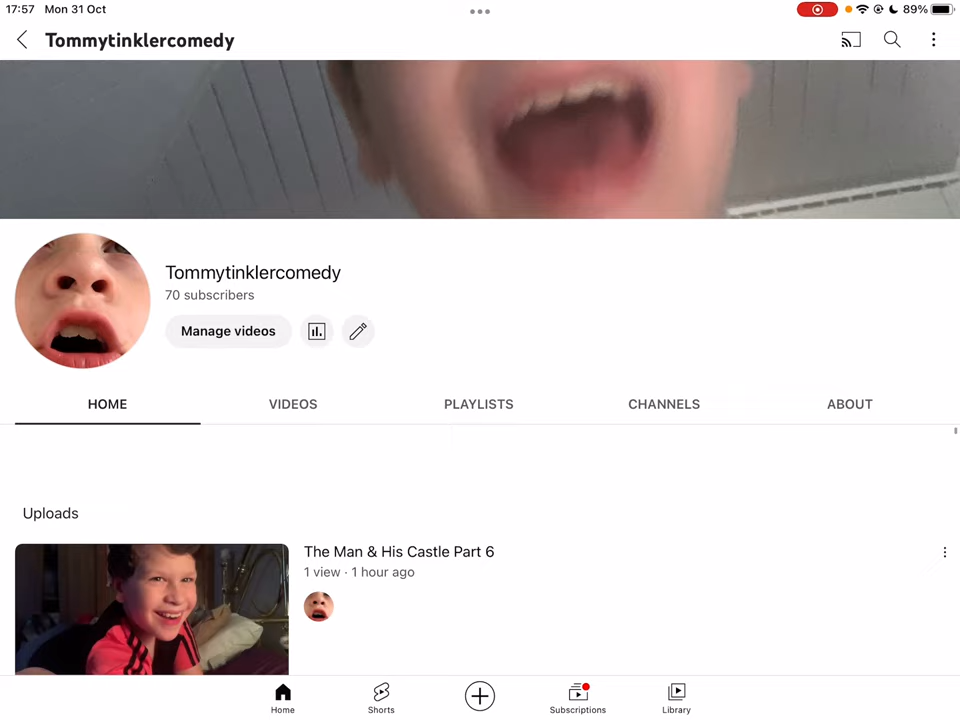 17:57 Mon 31 Oct
89%
Tommytinklercomedy
Tommytinklercomedy
70 subscribers
Manage videos
HOME VIDEOS PLAYLISTS CHANNELS ABOUT
Uploads
The Man & His Castle Part 6
1 view · 1 hour ago
Home Shorts Subscriptions Library